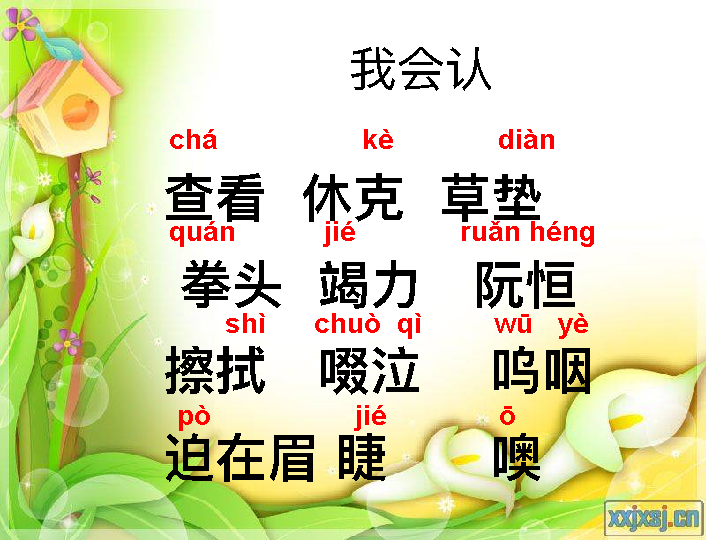 我会认
chá kè diàn
查看 休克 草垫
quán jié ruǎn héng
拳头 竭力 阮恒
shì chuò qì wū yè
擦拭 啜泣 呜咽
pò jié ō
迫在眉睫 噢
xxjxsj.cn